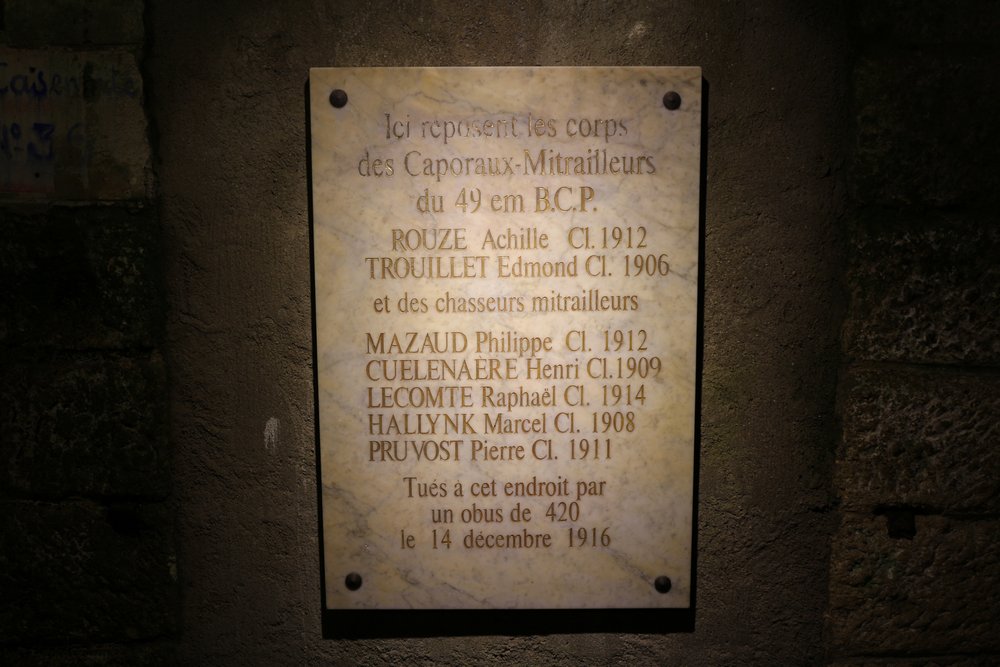 Casemate
N° 3
Ici reposent les corps
des Caporaux-Mitrailleurs
du 49 em B.C.P.
ROUZE Achille Cl. 1912
TROUILLET Edmond Cl. 1906
et des chasseurs mitrailleurs
MAZAUD Philippe Cl. 1912
CUELENAERE Henri Cl.1909
LECOMTE Raphaël Cl. 1914
HALLYNK Marcel Cl. 1908
PRUVOST Pierre Cl. 1911
Tués a cet endroit par
un obus de 420
le 14 décembre 1916